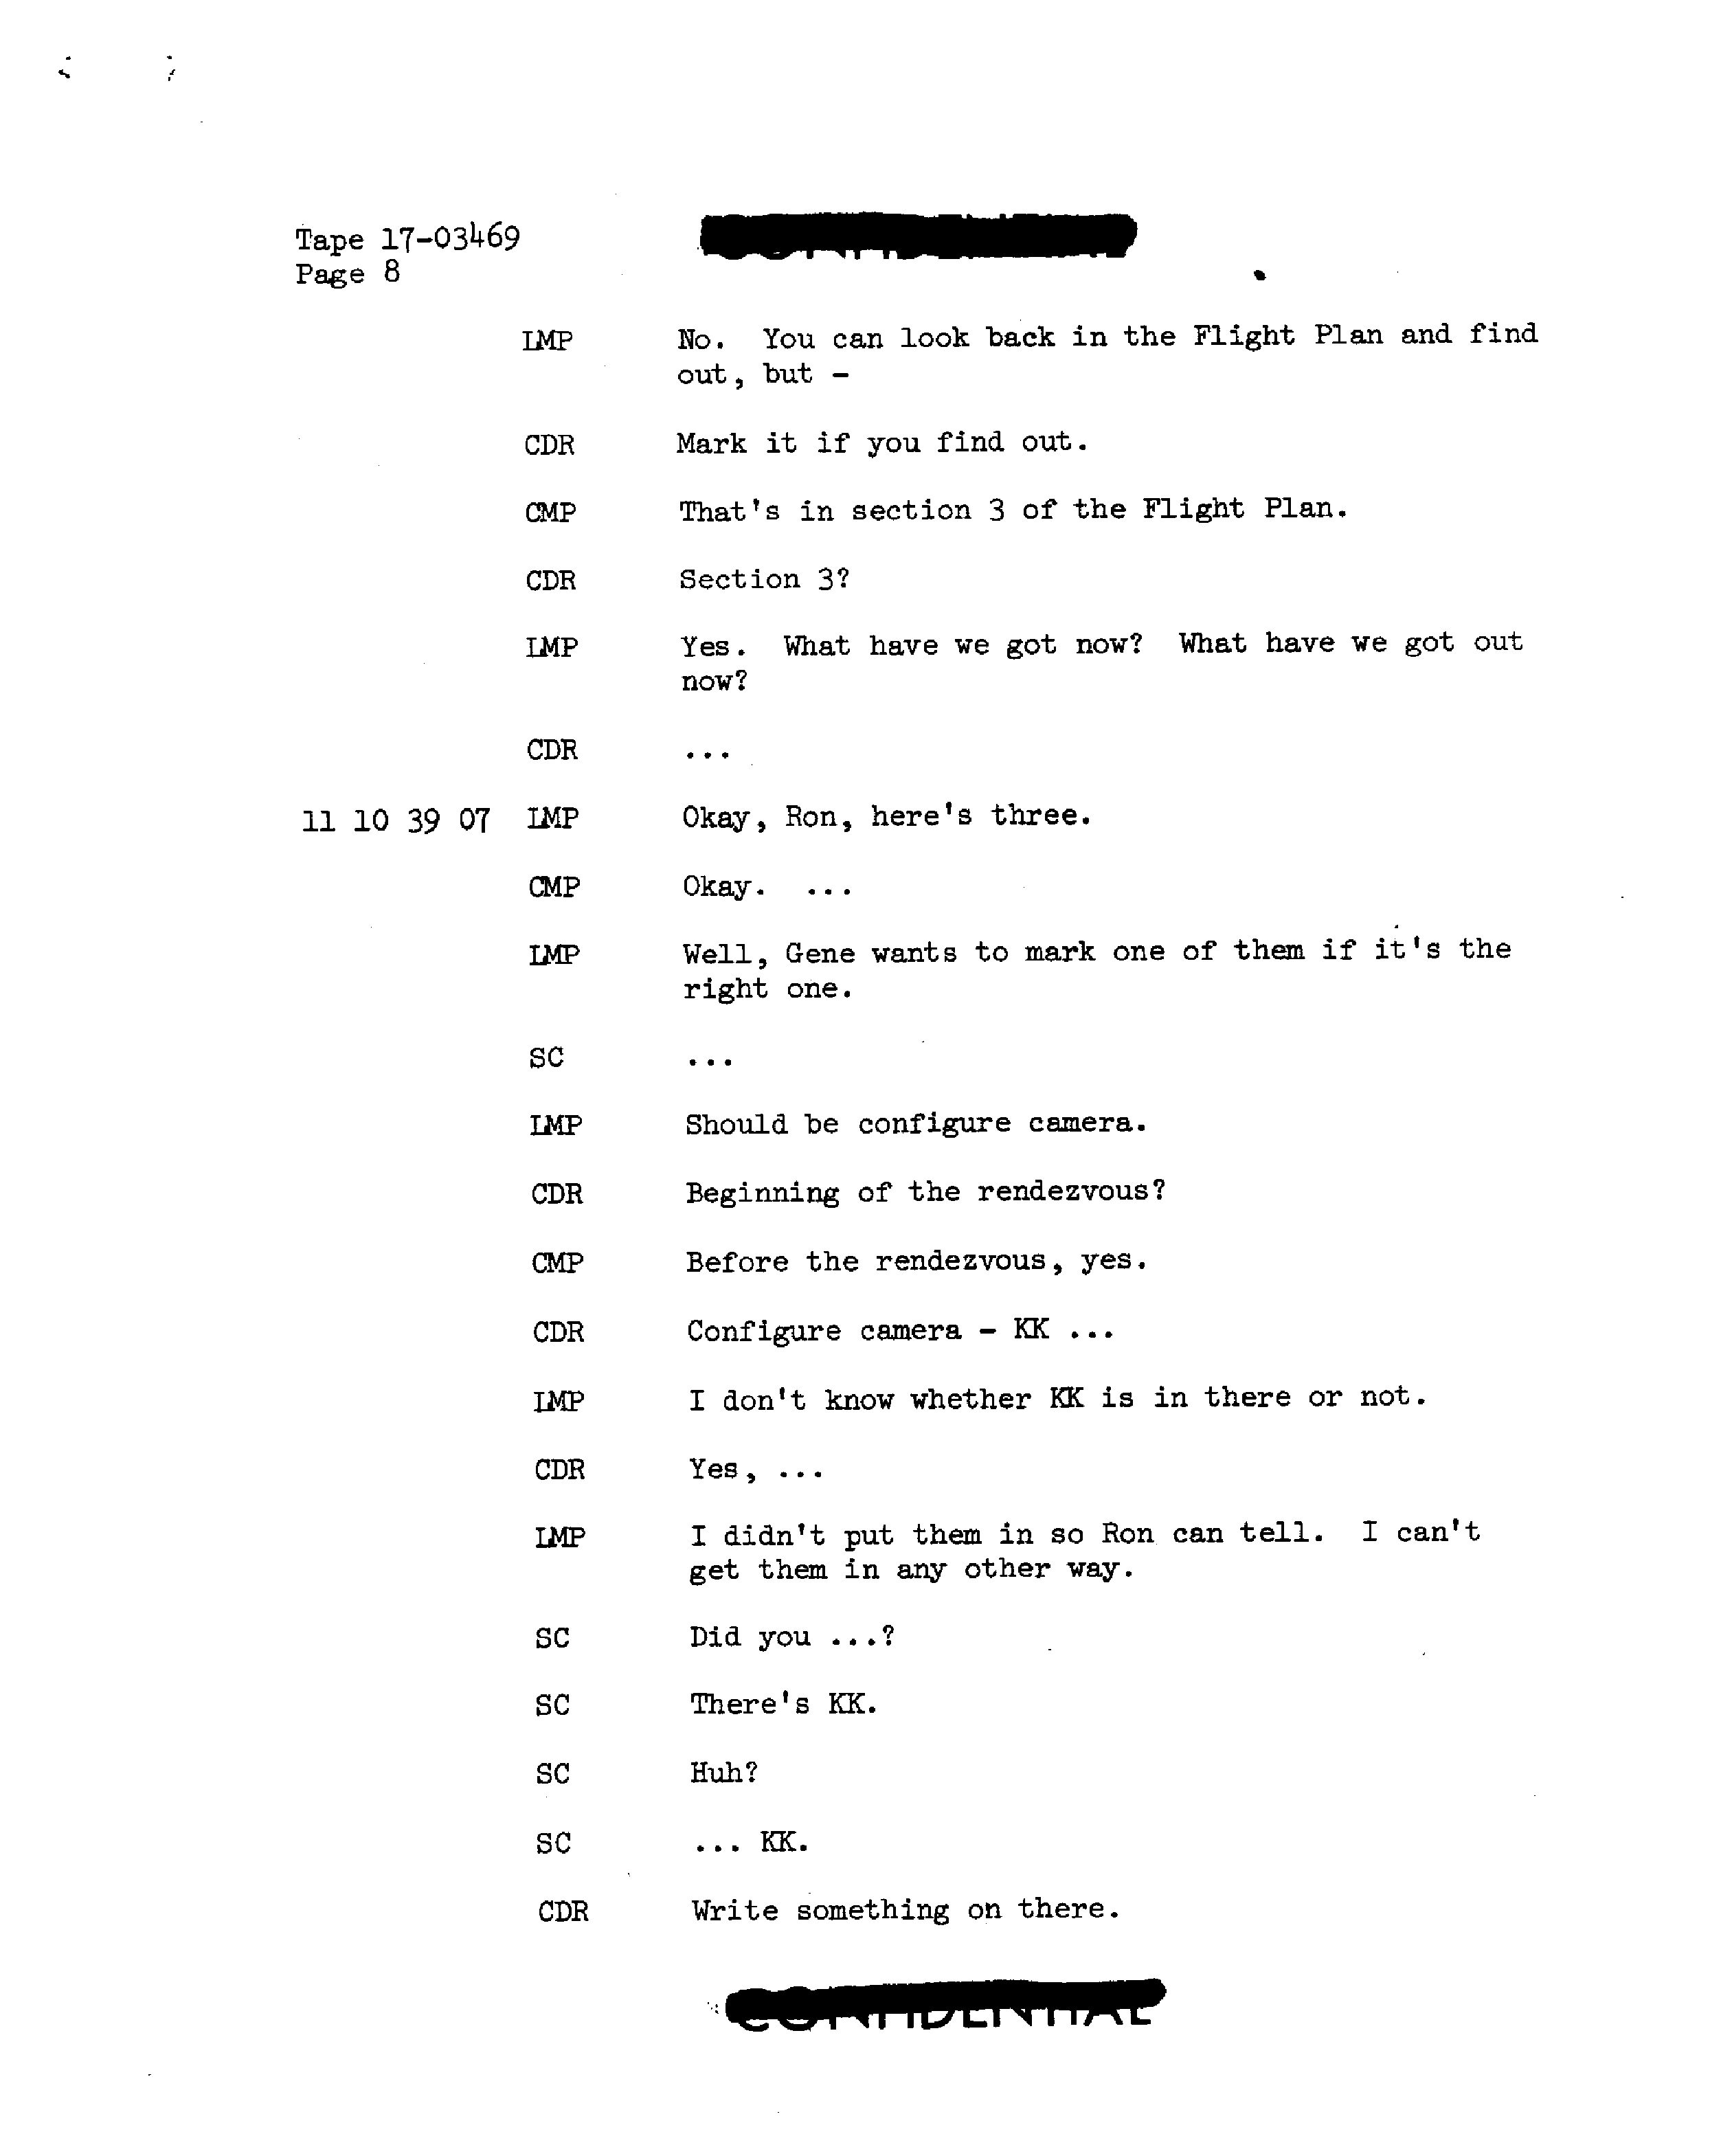 Tape 17-03469
Page 8
LMP No. You can look back in the Flight Plan and find
out, but -
CDR Mark it if you find out.
CMP That's in section 3 of the Flight Plan.
CDR Section 3?
LMP Yes. What have we got now? What have we got out
now?
CDR ...
11 10 39 07 LMP Okay, Ron, here's three.
CMP Okay. ...
LMP Well, Gene wants to mark one of them if it's the
right one.
SC ...
LMP Should be configure camera.
CDR Beginning of the rendezvous?
CMP Before the rendezvous, yes.
CDR Configure camera - KK ...
LMP I don't know whether KK is in there or not.
CDR Yes, ...
LMP I didn't put them in so Ron can tell. I can't
get them in any other way.
SC Did you ...?
SC There's KK.
SC Huh?
SC ... KK.
CDR Write something on there.
CONFIDENTIAL